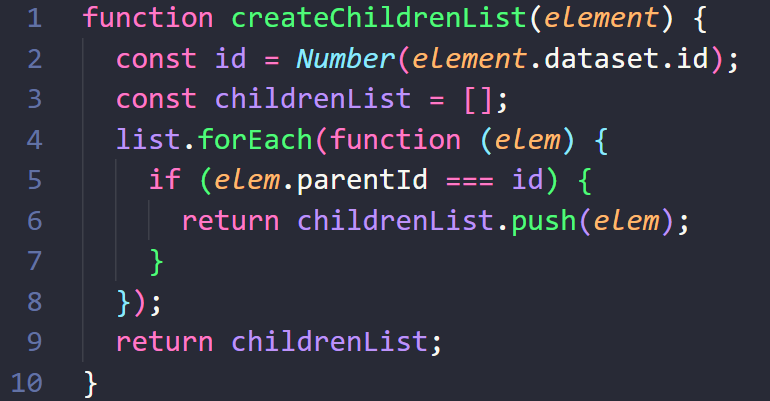 1 function createChildrenList(element) {
2   const id = Number(element.dataset.id);
3   const childrenList = [];
4   list.forEach(function (elem) {
5     if (elem.parentId === id) {
6       return childrenList.push(elem);
7     }
8   });
9   return childrenList;
10 }